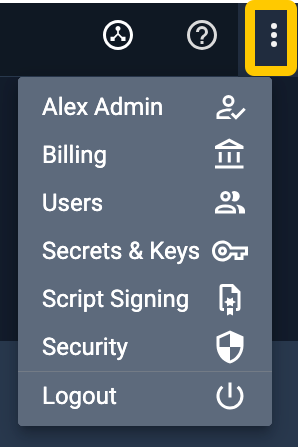 Alex Admin
Billing
Users
Secrets & Keys
Script Signing
Security
Logout